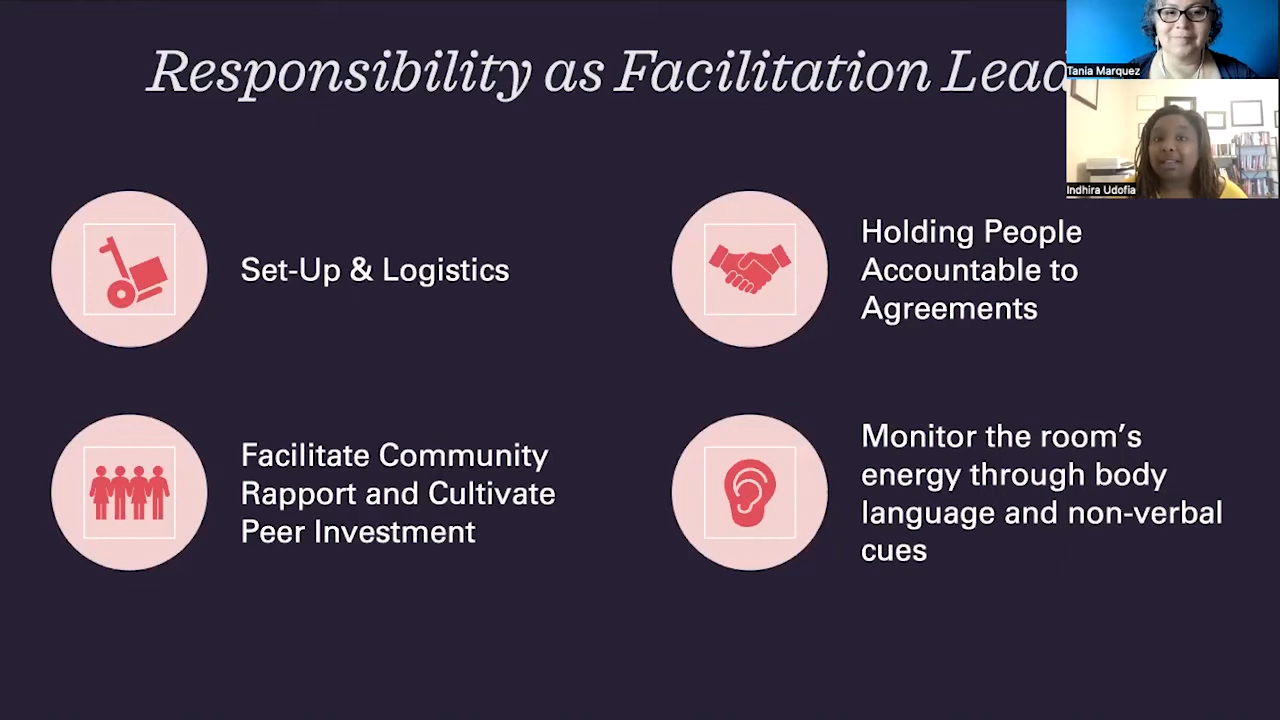 Responsibility as Facilitation Lead
Tania Marquez
Indhira Udofia
Set-Up & Logistics
Holding People
Accountable to
Agreements
Facilitate Community
Rapport and Cultivate
Peer Investment
Monitor the room's
energy through body
language and non-verbal
cues